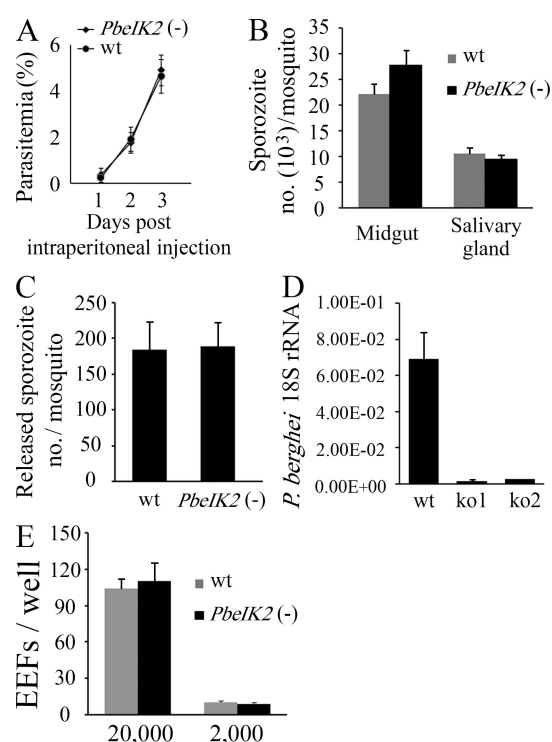 A
PbeIK2 (-)
wt
Parasitemia (%)
6
4
2
0
1 2 3
Days post
intraperitoneal injection
B
Sporozoite
no. (10³)/mosquito
35
30
25
20
15
10
5
0
wt
PbeIK2 (-)
Midgut
Salivary
gland
C
Released sporozoite
no./ mosquito
250
200
150
100
50
0
wt PbeIK2 (-)
D
P. berghei 18S rRNA
1.00E-01
8.00E-02
6.00E-02
4.00E-02
2.00E-02
0.00E+00
wt ko1 ko2
E
EEFs / well
150
120
90
60
30
0
wt
PbeIK2 (-)
20,000 2,000